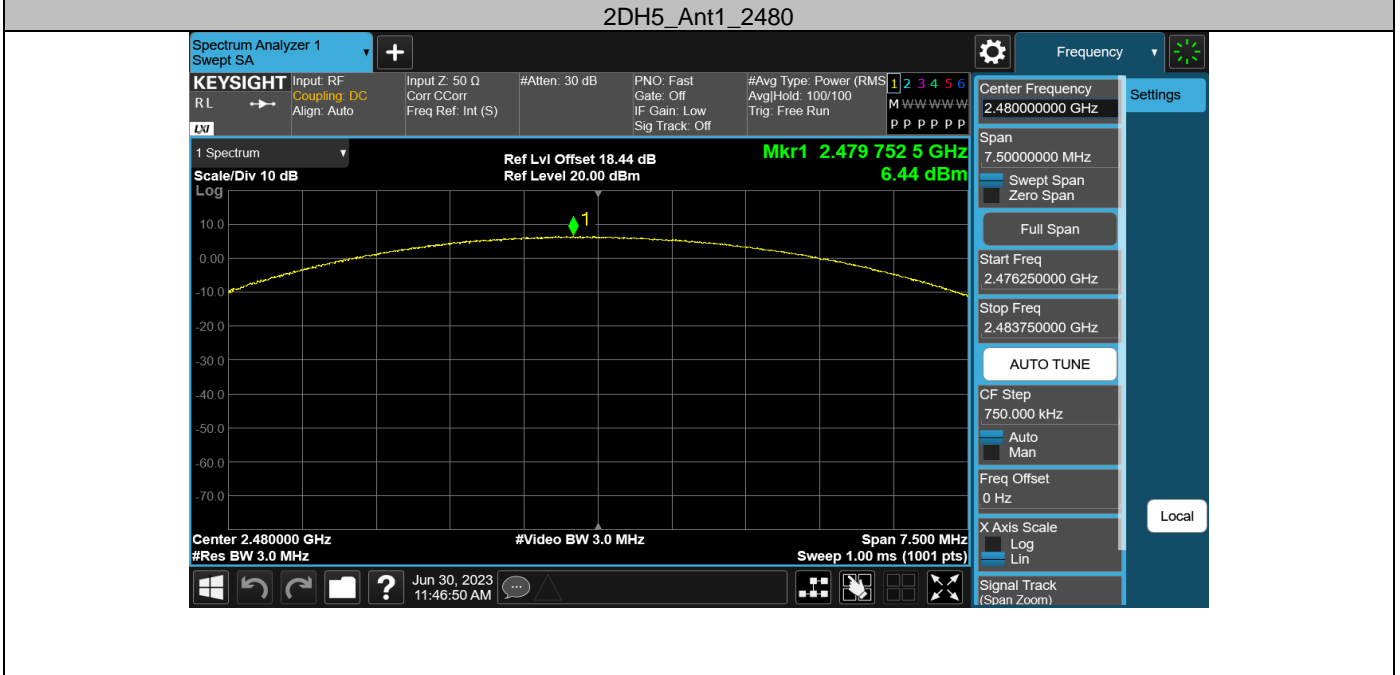 2DH5_Ant1_2480
Spectrum Analyzer 1
Swept SA
+
Frequency
KEYSIGHT
RL
LXI
Input: RF
Coupling: DC
Align: Auto
Input Z: 50 Ω
Corr CCorr
Freq Ref: Int (S)
#Atten: 30 dB
PNO: Fast
Gate: Off
IF Gain: Low
Sig Track: Off
#Avg Type: Power (RMS
Avg|Hold: 100/100
Trig: Free Run
1 2 3 4 5 6
M W W W W W
P P P P P P
1 Spectrum
Scale/Div 10 dB
Log
Ref Lvl Offset 18.44 dB
Ref Level 20.00 dBm
Mkr1 2.479 752 5 GHz
6.44 dBm
1
10.0
0.00
-10.0
-20.0
-30.0
-40.0
-50.0
-60.0
-70.0
Center 2.480000 GHz
#Res BW 3.0 MHz
#Video BW 3.0 MHz
Span 7.500 MHz
Sweep 1.00 ms (1001 pts)
?
Jun 30, 2023
11:46:50 AM
Center Frequency
2.480000000 GHz
Span
7.50000000 MHz
Swept Span
Zero Span
Full Span
Start Freq
2.476250000 GHz
Stop Freq
2.483750000 GHz
AUTO TUNE
CF Step
750.000 kHz
Auto
Man
Freq Offset
0 Hz
X Axis Scale
Log
Lin
Signal Track
(Span Zoom)
Settings
Local